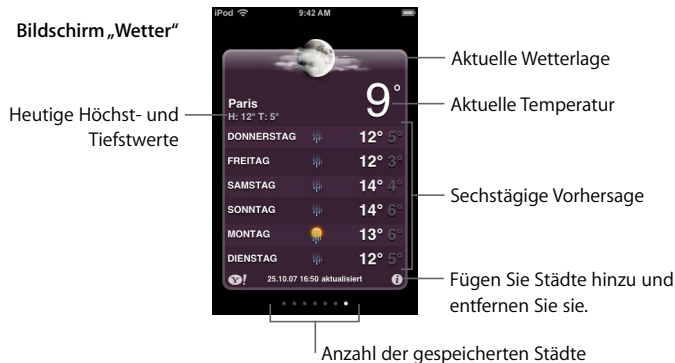 Bildschirm „Wetter“
iPod 9:42 AM
Aktuelle Wetterlage
9°
Aktuelle Temperatur
Paris
H: 12° T: 5°
Heutige Höchst- und
Tiefstwerte
DONNERSTAG 12° 5°
FREITAG 12° 3°
SAMSTAG 14° 4°
SONNTAG 14° 6°
MONTAG 13° 6°
DIENSTAG 12° 5°
Sechstägige Vorhersage
Y! 25.10.07 16:50 aktualisiert i
Fügen Sie Städte hinzu und
entfernen Sie sie.
Anzahl der gespeicherten Städte